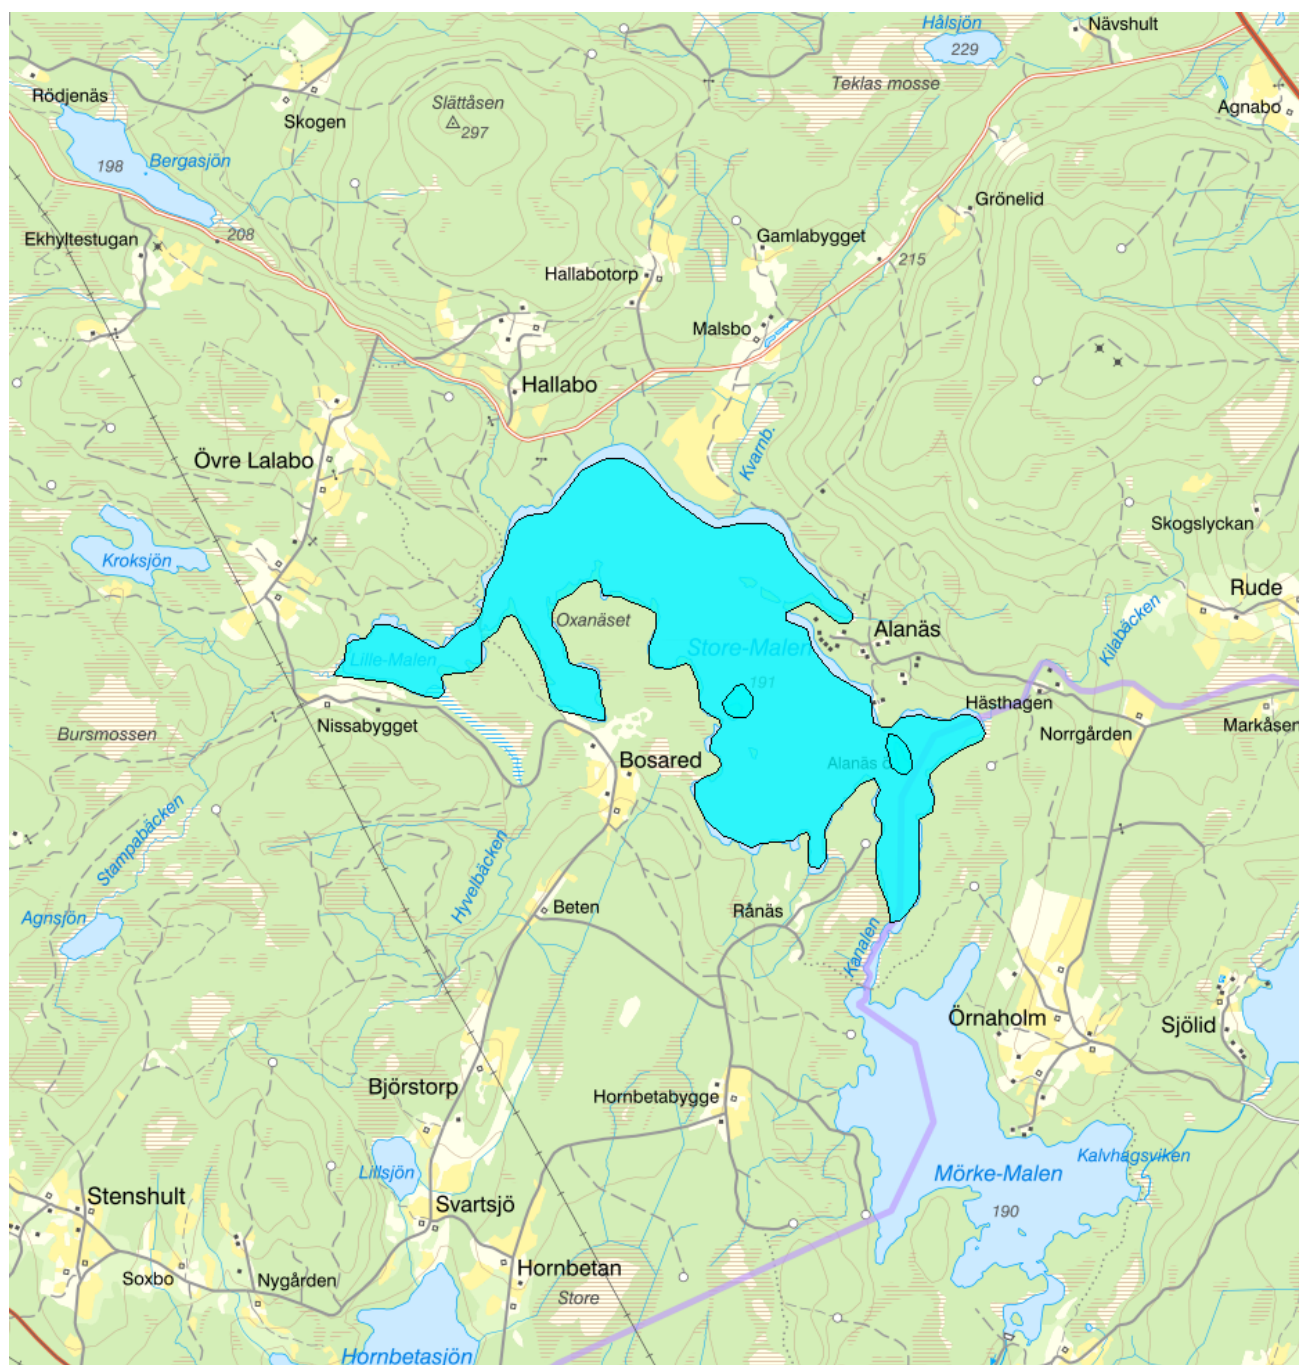 Hålsjön
229
Nävshult
Rödjenäs
Skogen
Slättåsen
297
Teklas mosse
Agnabo
198
Bergasjön
Grönelid
Ekhyltestugan
208
Gamlabygget
215
Hallabotorp
Malsbo
Hallabo
Övre Lalabo
Kvarnb.
Skogslyckan
Kroksjön
Rude
Oxanäset
Alanäs
Kilabäcken
Lille-Malen
Store-Malen
191
Hästhagen
Nissabygget
Bursmossen
Norrgården
Markåsen
Bosared
Alanäs ö
Stampabäcken
Hyvelbäcken
Agnsjön
Beten
Rånäs
Kanalen
Örnaholm
Sjölid
Björstorp
Hornbetabygge
Lillsjön
Mörke-Malen
Kalvhagsviken
190
Stenshult
Svartsjö
Soxbo
Nygården
Hornbetan
Store
Hornbetasjön